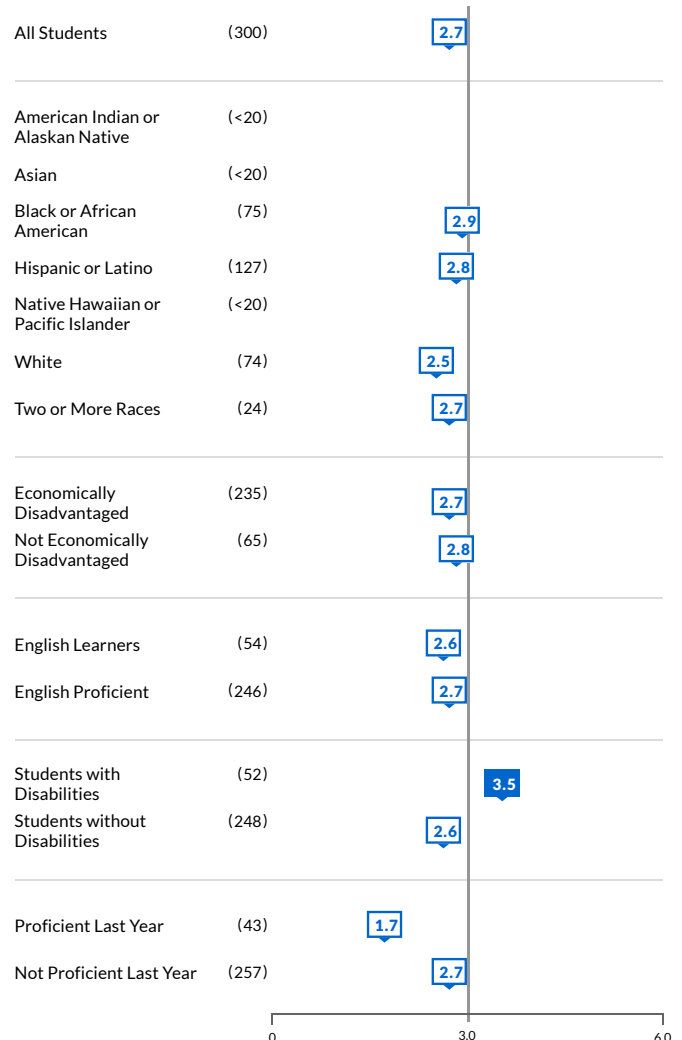 All Students (300) 2.7
American Indian or (<20)
Alaskan Native
Asian (<20)
Black or African (75) 2.9
American
Hispanic or Latino (127) 2.8
Native Hawaiian or (<20)
Pacific Islander
White (74) 2.5
Two or More Races (24) 2.7
Economically (235) 2.7
Disadvantaged
Not Economically (65) 2.8
Disadvantaged
English Learners (54) 2.6
English Proficient (246) 2.7
Students with (52) 3.5
Disabilities
Students without (248) 2.6
Disabilities
Proficient Last Year (43) 1.7
Not Proficient Last Year (257) 2.7
0 3.0 6.0